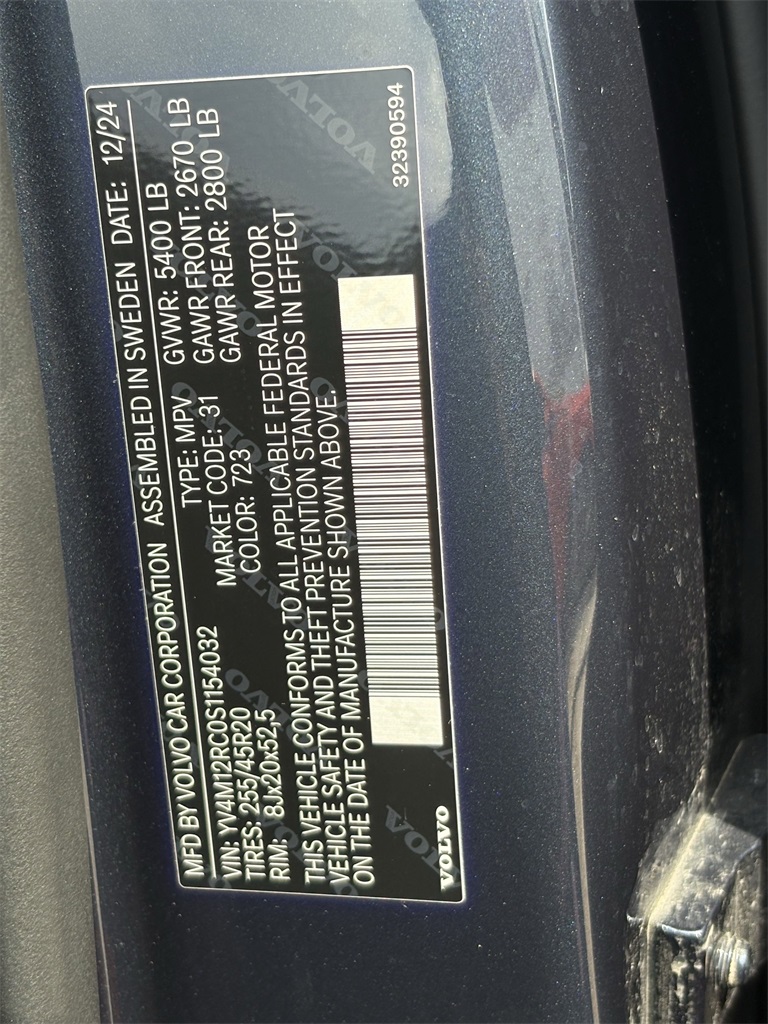 MFD BY VOLVO CAR CORPORATION ASSEMBLED IN SWEDEN DATE: 12/24
VIN: YV4M12RC0S1154032 TYPE: MPV GVWR: 5400 LB
TIRES: 255/45R20 MARKET CODE: 31 GAWR FRONT: 2670 LB
RIM: 8Jx20x52,5 COLOR: 723 GAWR REAR: 2800 LB
THIS VEHICLE CONFORMS TO ALL APPLICABLE FEDERAL MOTOR
VEHICLE SAFETY AND THEFT PREVENTION STANDARDS IN EFFECT
ON THE DATE OF MANUFACTURE SHOWN ABOVE.
VOLVO 32390594